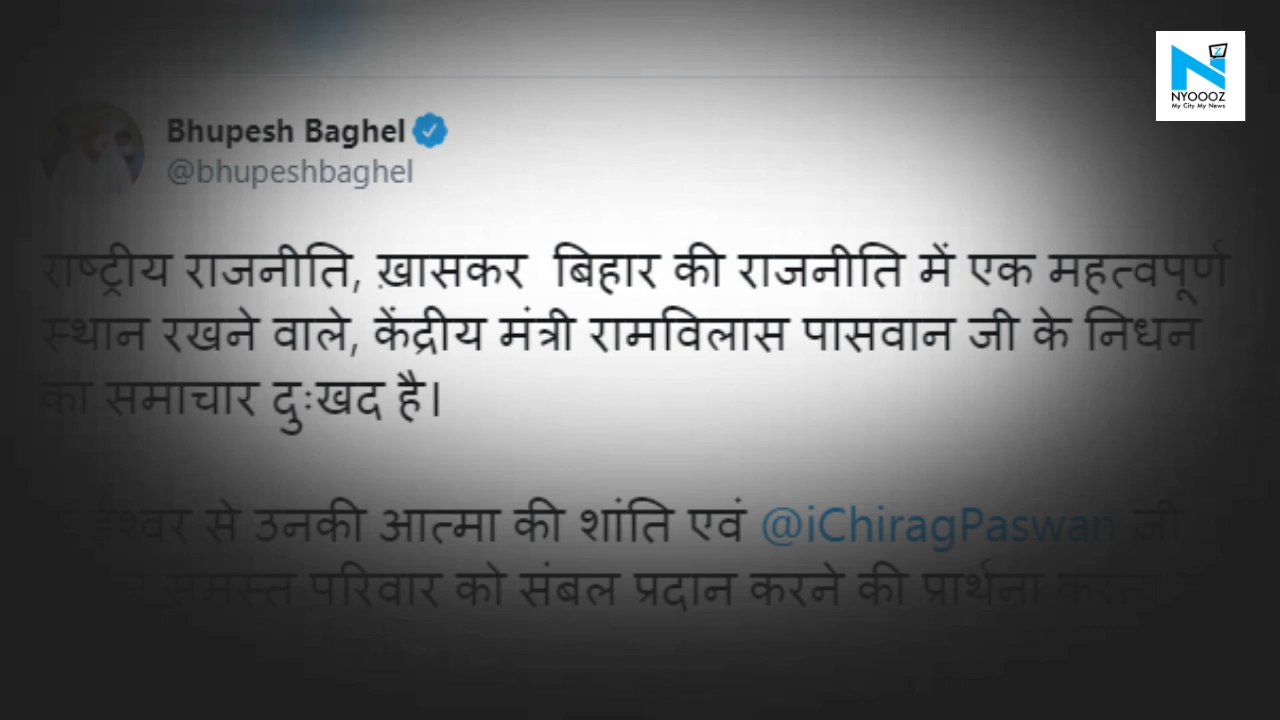 NYOOOZ
My City My News
Bhupesh Baghel
@bhupeshbaghel
राष्ट्रीय राजनीति, ख़ासकर बिहार की राजनीति में एक महत्वपूर्ण
स्थान रखने वाले, केंद्रीय मंत्री रामविलास पासवान जी के निधन
का समाचार दुःखद है।
ईश्वर से उनकी आत्मा की शांति एवं @iChiragPaswan जी
समस्त परिवार को संबल प्रदान करने की प्रार्थना